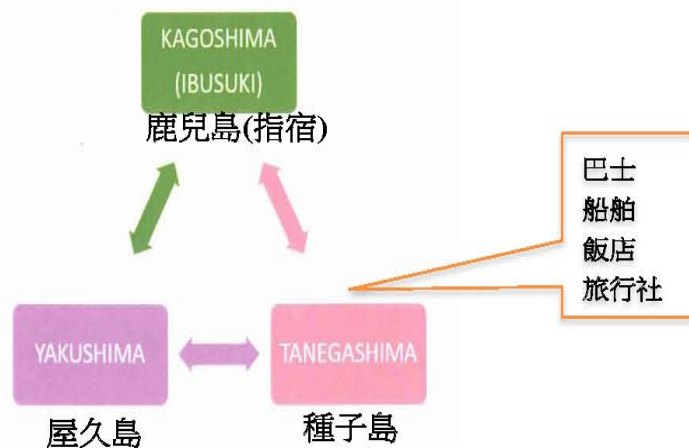 KAGOSHIMA
(IBUSUKI)
鹿兒島(指宿)
巴士
船舶
飯店
旅行社
YAKUSHIMA
TANEGASHIMA
屋久島
種子島